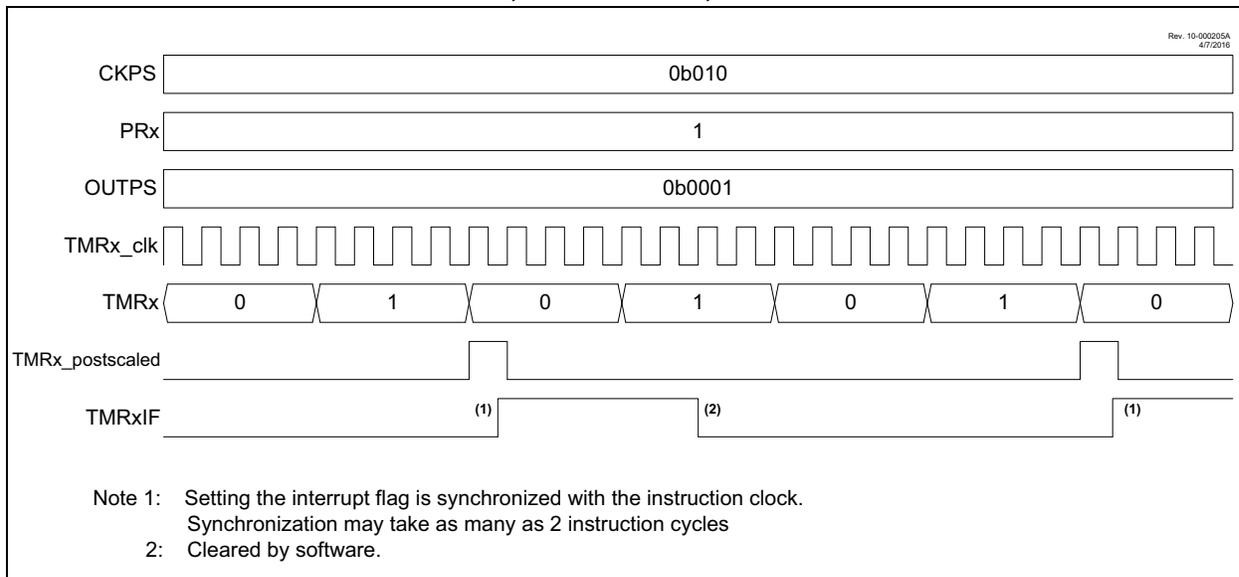 Rev. 10-000205A
4/7/2016
CKPS 0b010
PRx 1
OUTPS 0b0001
TMRx_clk
TMRx 0 1 0 1 0 1 0
TMRx_postscaled
TMRxIF (1) (2) (1)
Note 1: Setting the interrupt flag is synchronized with the instruction clock.
Synchronization may take as many as 2 instruction cycles
2: Cleared by software.